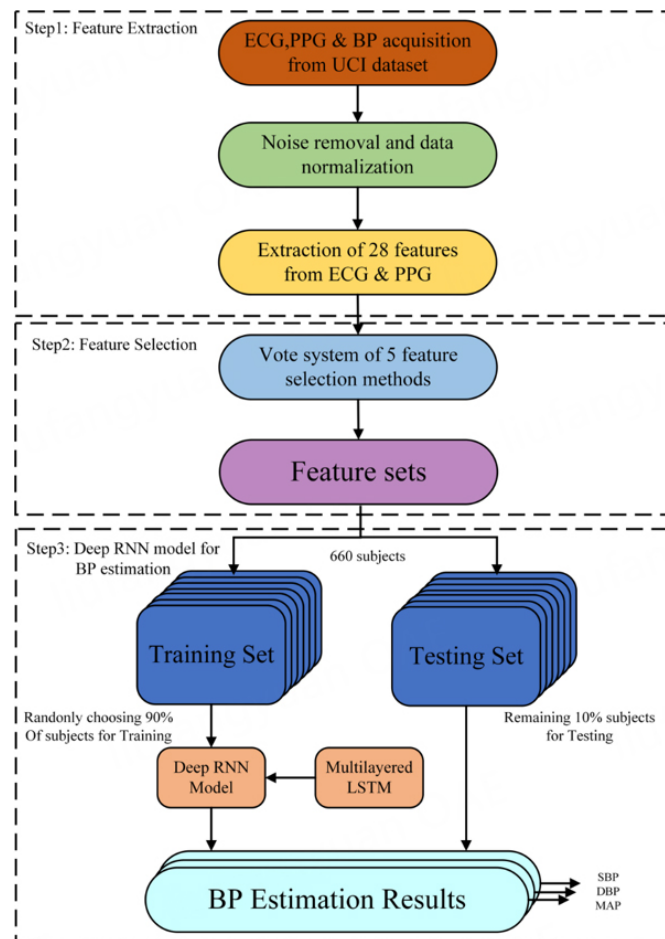 Step1: Feature Extraction
ECG,PPG & BP acquisition
from UCI dataset
Noise removal and data
normalization
Extraction of 28 features
from ECG & PPG
Step2: Feature Selection
Vote system of 5 feature
selection methods
Feature sets
Step3: Deep RNN model for
BP estimation
660 subjects
Training Set
Testing Set
Randonly choosing 90%
Of subjects for Training
Remaining 10% subjects
for Testing
Deep RNN
Model
Multilayered
LSTM
BP Estimation Results
SBP
DBP
MAP